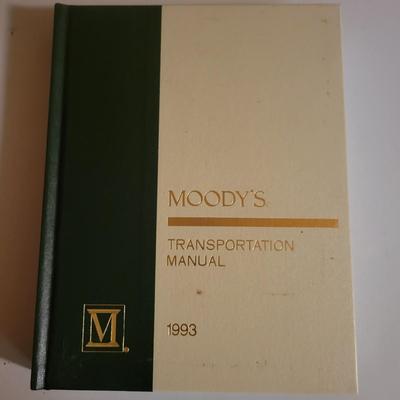 MOODY'S
TRANSPORTATION
MANUAL
1993
M